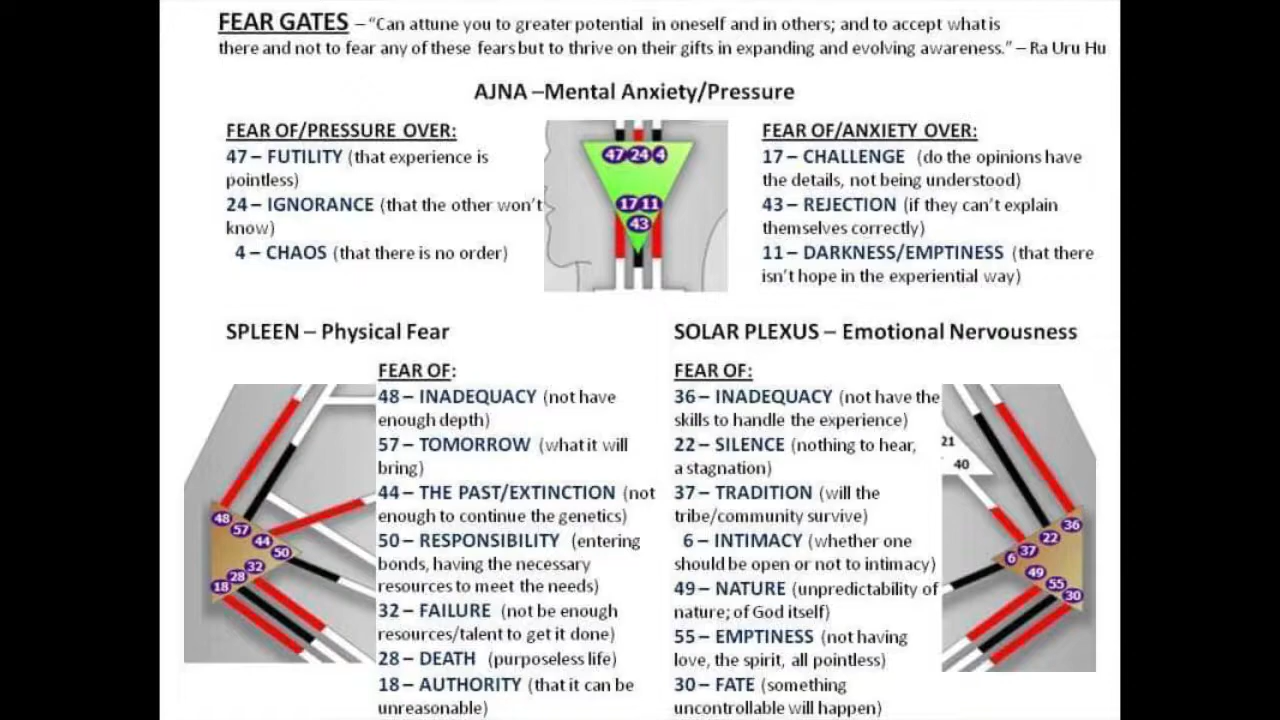 FEAR GATES – “Can attune you to greater potential in oneself and in others; and to accept what is
there and not to fear any of these fears but to thrive on their gifts in expanding and evolving awareness.” – Ra Uru Hu
AJNA –Mental Anxiety/Pressure
FEAR OF/PRESSURE OVER:
47 – FUTILITY (that experience is
pointless)
24 – IGNORANCE (that the other won’t
know)
4 – CHAOS (that there is no order)
47 24 4
17 11
43
FEAR OF/ANXIETY OVER:
17 – CHALLENGE (do the opinions have
the details, not being understood)
43 – REJECTION (if they can’t explain
themselves correctly)
11 – DARKNESS/EMPTINESS (that there
isn’t hope in the experiential way)
SPLEEN – Physical Fear
FEAR OF:
48 – INADEQUACY (not have
enough depth)
57 – TOMORROW (what it will
bring)
44 – THE PAST/EXTINCTION (not
enough to continue the genetics)
50 – RESPONSIBILITY (entering
bonds, having the necessary
resources to meet the needs)
32 – FAILURE (not be enough
resources/talent to get it done)
28 – DEATH (purposeless life)
18 – AUTHORITY (that it can be
unreasonable)
48
57
44
50
32
28
18
SOLAR PLEXUS – Emotional Nervousness
FEAR OF:
36 – INADEQUACY (not have the
skills to handle the experience)
22 – SILENCE (nothing to hear,
a stagnation)
37 – TRADITION (will the
tribe/community survive)
6 – INTIMACY (whether one
should be open or not to intimacy)
49 – NATURE (unpredictability of
nature; of God itself)
55 – EMPTINESS (not having
love, the spirit, all pointless)
30 – FATE (something
uncontrollable will happen)
21
40
36
22
37
6
49
55
30